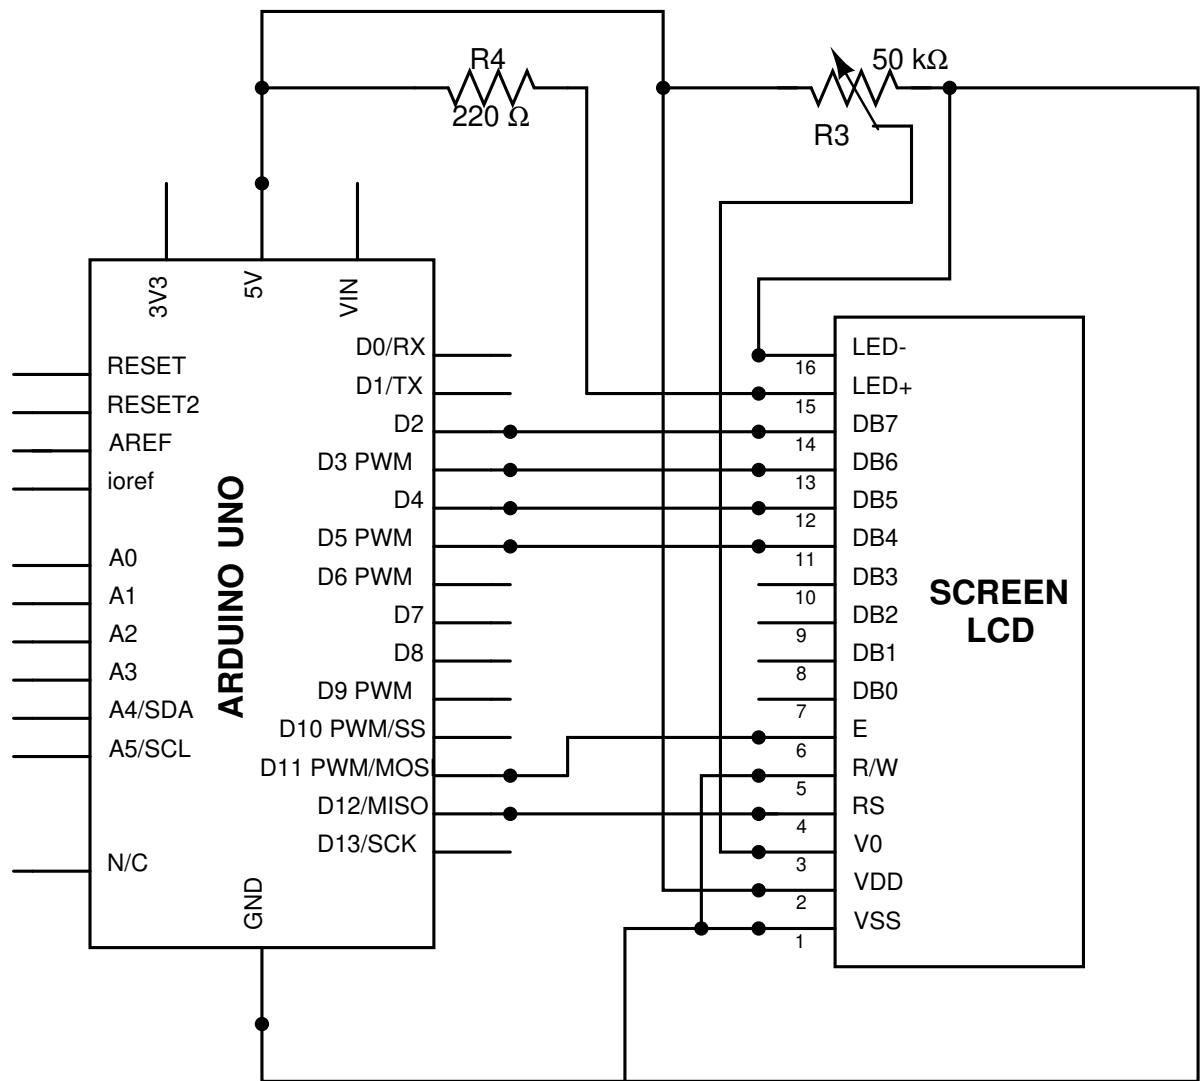 R4
220 Ω
50 kΩ
R3
3V3
5V
VIN
RESET
RESET2
AREF
ioref
A0
A1
A2
A3
A4/SDA
A5/SCL
N/C
ARDUINO UNO
D0/RX
D1/TX
D2
D3 PWM
D4
D5 PWM
D6 PWM
D7
D8
D9 PWM
D10 PWM/SS
D11 PWM/MOSI
D12/MISO
D13/SCK
GND
16 LED-
15 LED+
14 DB7
13 DB6
12 DB5
11 DB4
10 DB3
9 DB2
8 DB1
7 DB0
6 E
5 R/W
4 RS
3 V0
2 VDD
1 VSS
SCREEN
LCD